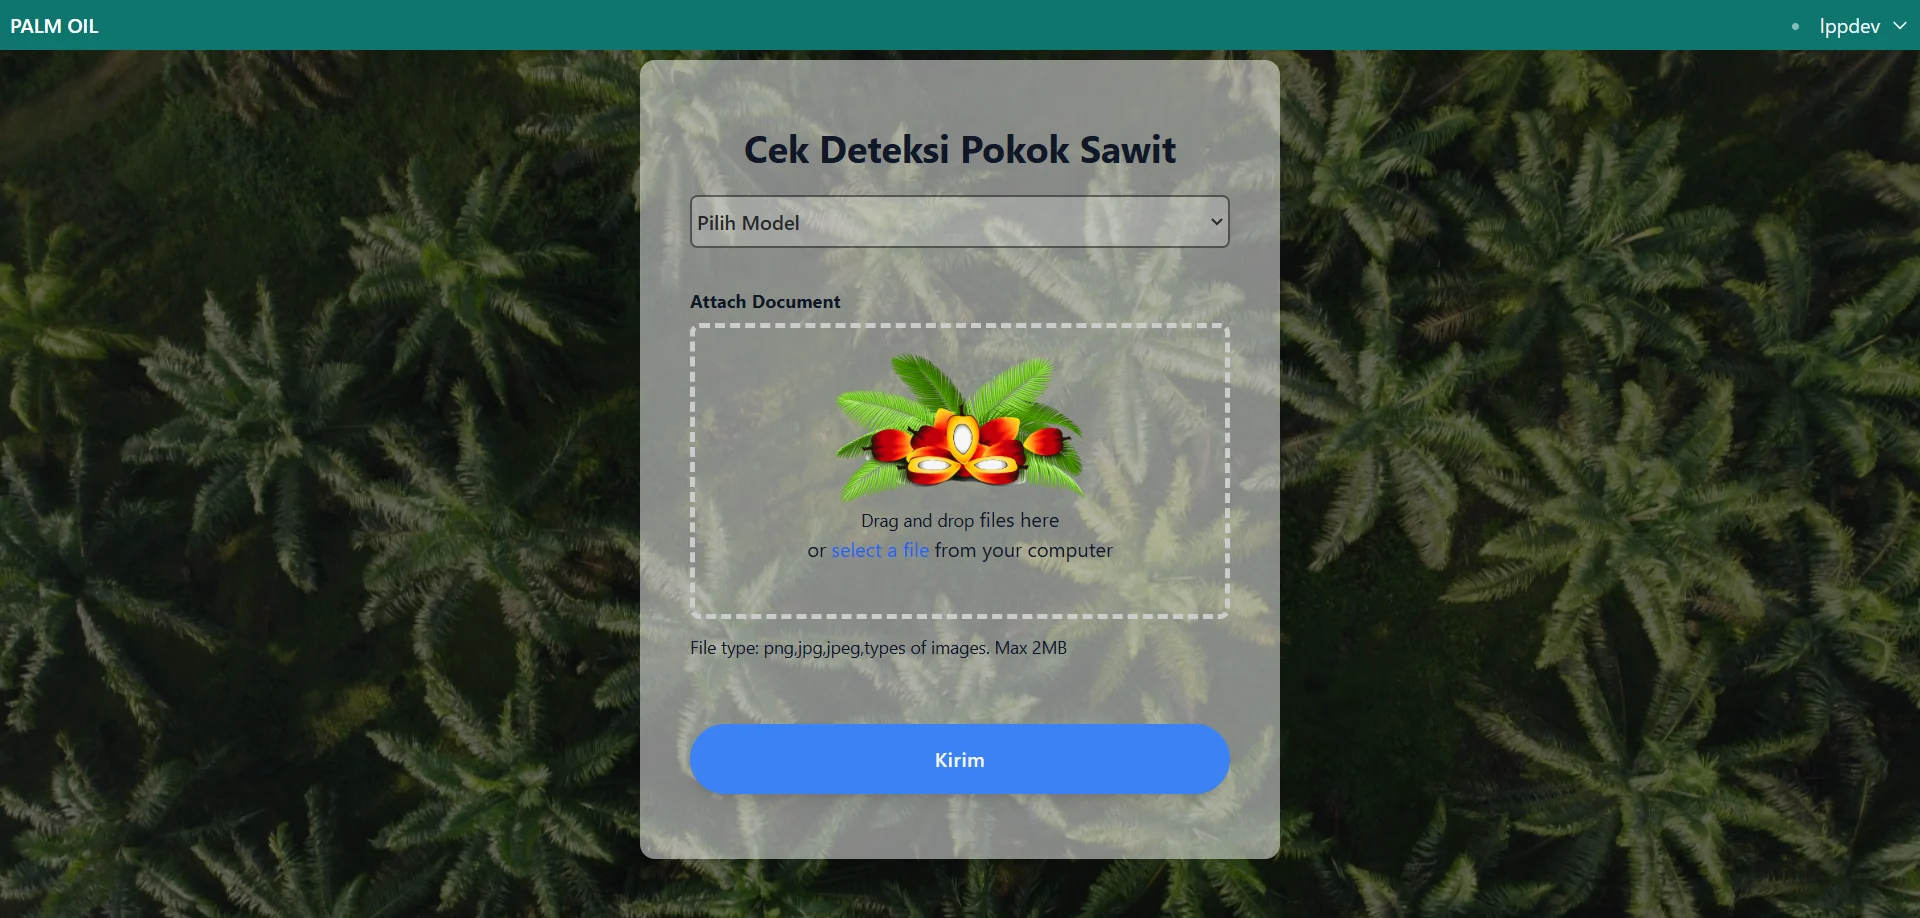 PALM OIL
lppdev
Cek Deteksi Pokok Sawit
Pilih Model
Attach Document
Drag and drop files here
or select a file from your computer
File type: png,jpg,jpeg,types of images. Max 2MB
Kirim